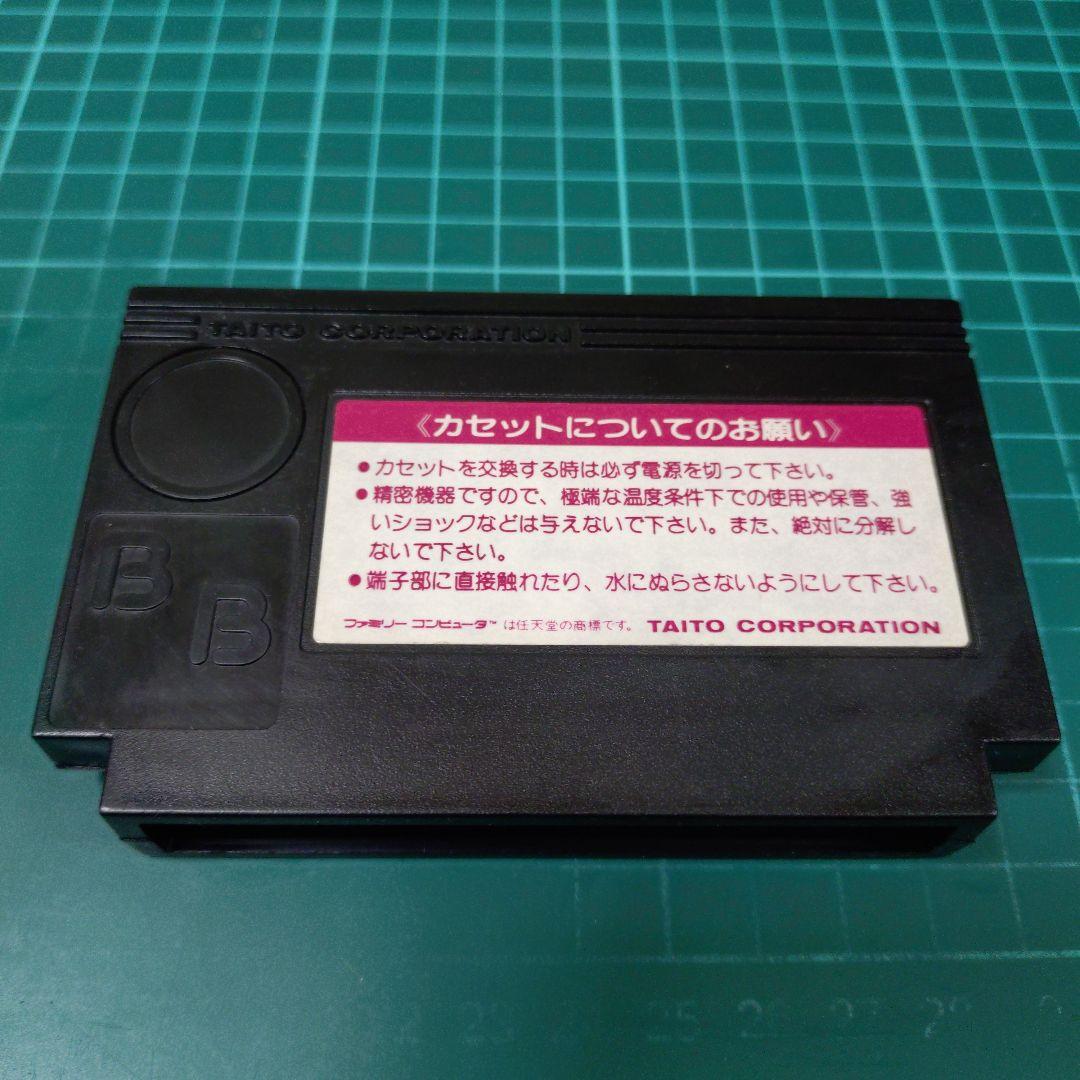 TAITO CORPORATION
《カセットについてのお願い》
●カセットを交換する時は必ず電源を切って下さい。
●精密機器ですので、極端な温度条件下での使用や保管、強
いショックなどは与えないで下さい。また、絶対に分解し
ないで下さい。
●端子部に直接触れたり、水にぬらさないようにして下さい。
ファミリーコンピュータ™は任天堂の商標です。 TAITO CORPORATION
B
B
23
25
26
27